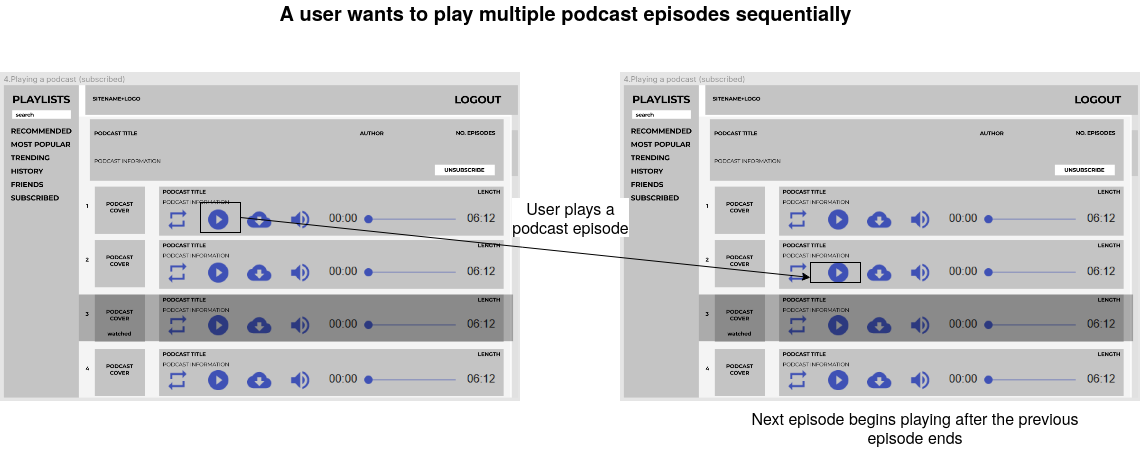 A user wants to play multiple podcast episodes sequentially
4.Playing a podcast (subscribed)
PLAYLISTS
search
RECOMMENDED
MOST POPULAR
TRENDING
HISTORY
FRIENDS
SUBSCRIBED
SITENAME+LOGO
LOGOUT
PODCAST TITLE
AUTHOR
NO. EPISODES
PODCAST INFORMATION
UNSUBSCRIBE
1
PODCAST
COVER
PODCAST TITLE
LENGTH
PODCAST INFORMATION
00:00
06:12
2
PODCAST
COVER
PODCAST TITLE
LENGTH
PODCAST INFORMATION
00:00
06:12
3
PODCAST
COVER
watched
PODCAST TITLE
LENGTH
PODCAST INFORMATION
00:00
06:12
4
PODCAST
COVER
PODCAST TITLE
LENGTH
PODCAST INFORMATION
00:00
06:12
User plays a
podcast episode
4.Playing a podcast (subscribed)
PLAYLISTS
search
RECOMMENDED
MOST POPULAR
TRENDING
HISTORY
FRIENDS
SUBSCRIBED
SITENAME+LOGO
LOGOUT
PODCAST TITLE
AUTHOR
NO. EPISODES
PODCAST INFORMATION
UNSUBSCRIBE
1
PODCAST
COVER
PODCAST TITLE
LENGTH
PODCAST INFORMATION
00:00
06:12
2
PODCAST
COVER
PODCAST TITLE
LENGTH
PODCAST INFORMATION
00:00
06:12
3
PODCAST
COVER
watched
PODCAST TITLE
LENGTH
PODCAST INFORMATION
00:00
06:12
4
PODCAST
COVER
PODCAST TITLE
LENGTH
PODCAST INFORMATION
00:00
06:12
Next episode begins playing after the previous
episode ends